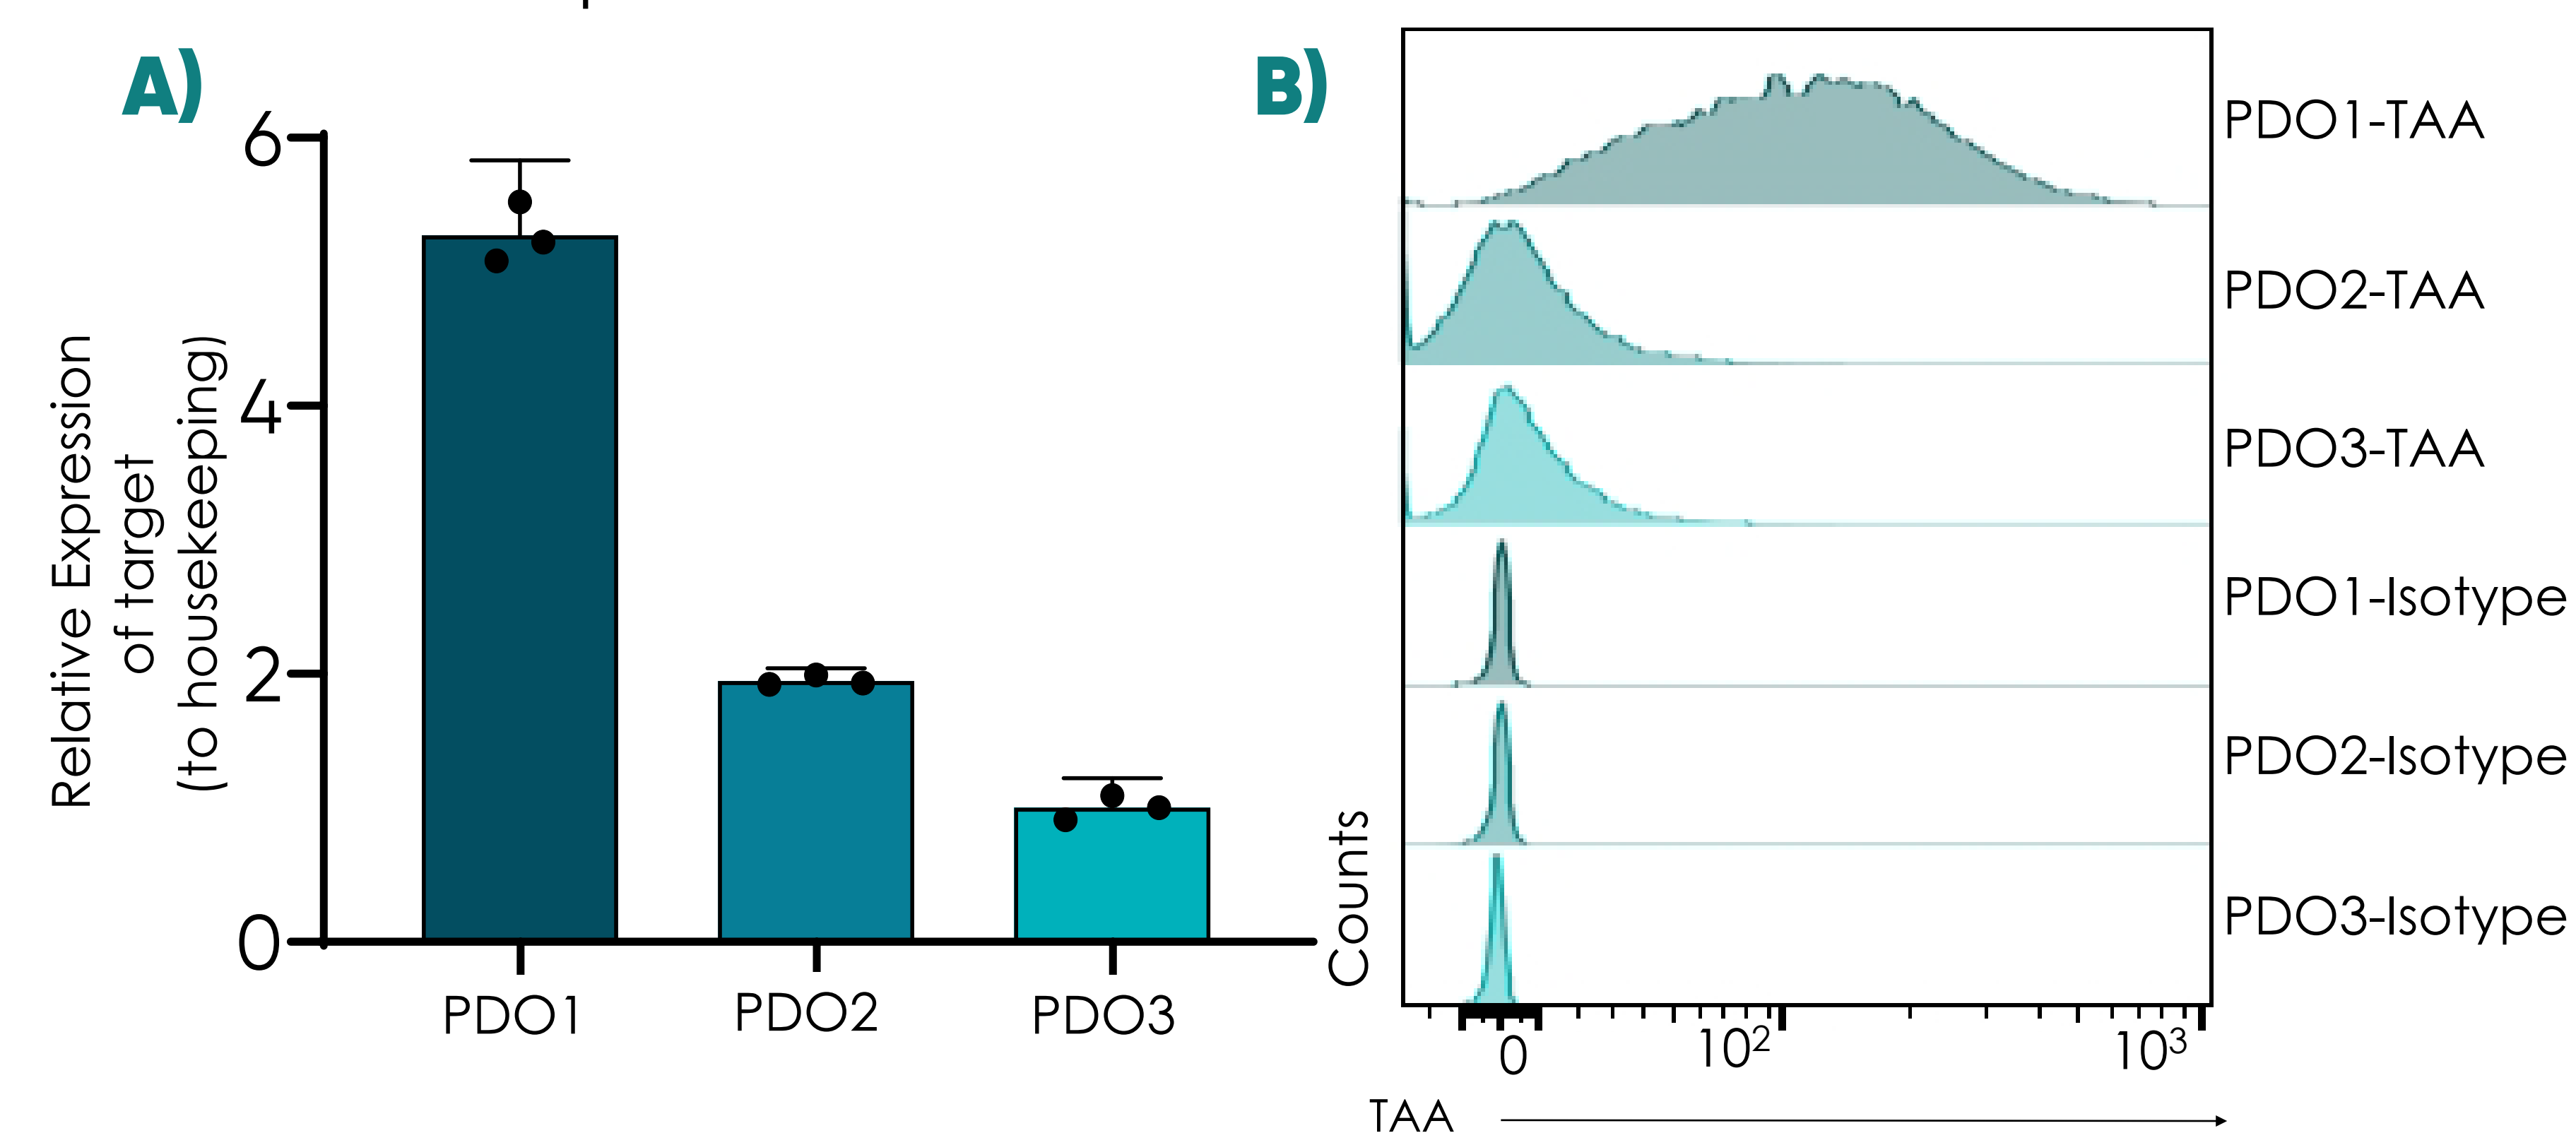 A)
Relative Expression
of target
(to housekeeping)
6
4
2
0
PDO1
PDO2
PDO3
B)
PDO1-TAA
PDO2-TAA
PDO3-TAA
PDO1-Isotype
PDO2-Isotype
PDO3-Isotype
Counts
0
10²
10³
TAA